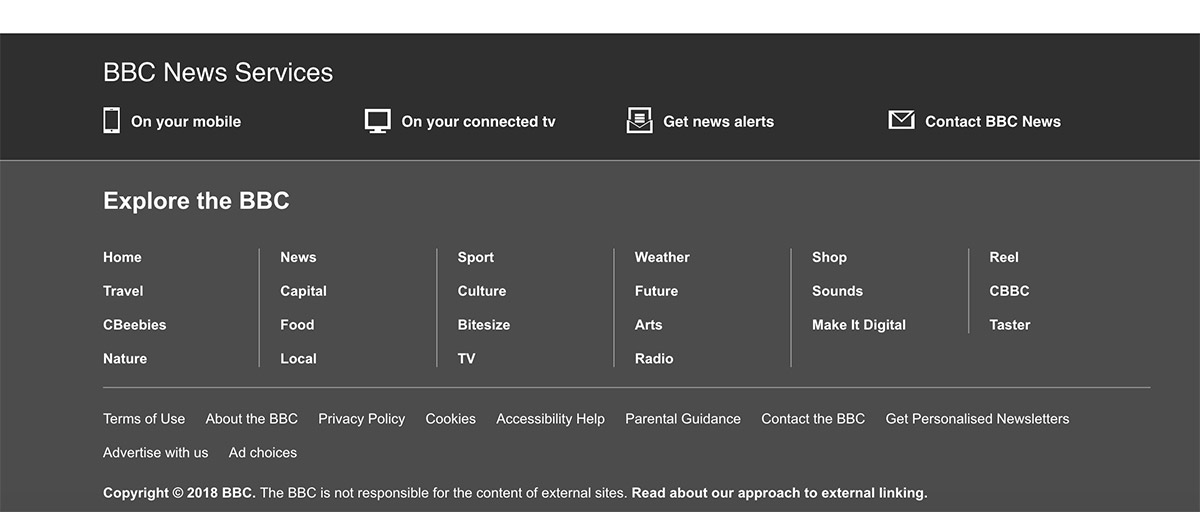 BBC News Services
On your mobile On your connected tv Get news alerts Contact BBC News
Explore the BBC
Home News Sport Weather Shop Reel
Travel Capital Culture Future Sounds CBBC
CBeebies Food Bitesize Arts Make It Digital Taster
Nature Local TV Radio
Terms of Use About the BBC Privacy Policy Cookies Accessibility Help Parental Guidance Contact the BBC Get Personalised Newsletters
Advertise with us Ad choices
Copyright © 2018 BBC. The BBC is not responsible for the content of external sites. Read about our approach to external linking.